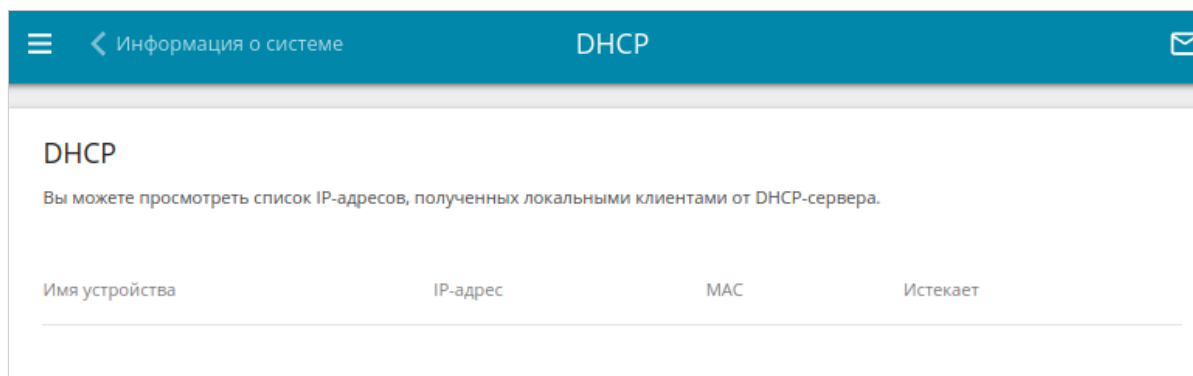 Информация о системе DHCP
DHCP
Вы можете просмотреть список IP-адресов, полученных локальными клиентами от DHCP-сервера.
Имя устройства IP-адрес MAC Истекает